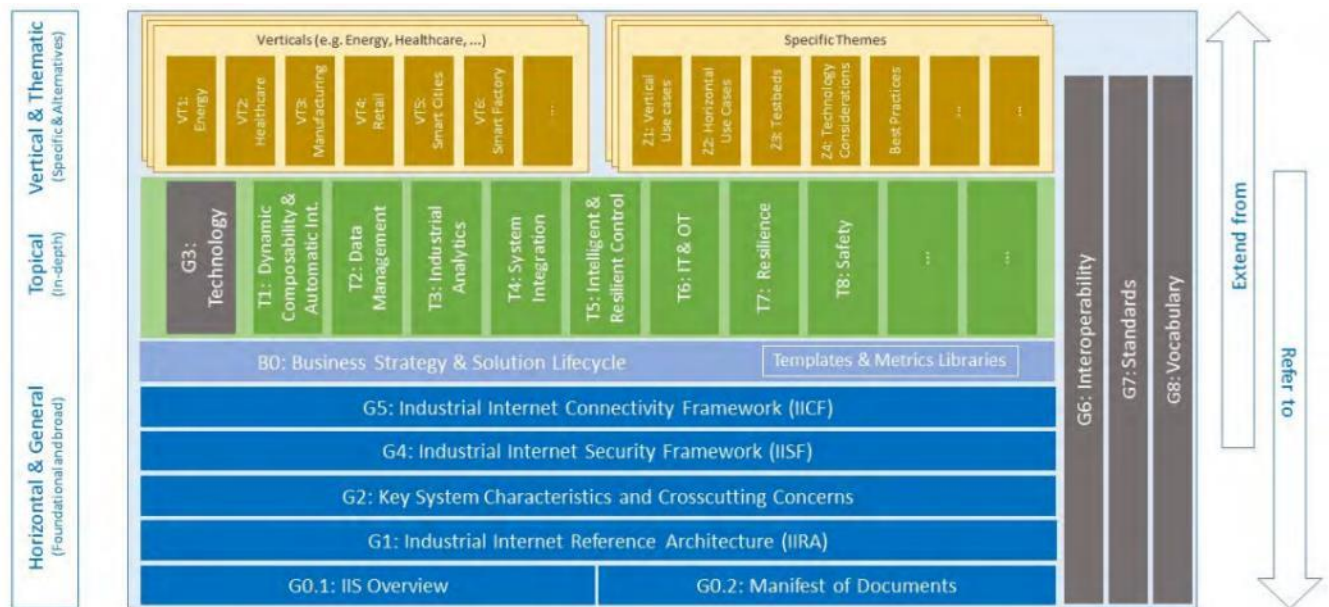 Vertical & Thematic
(Specific & Alternatives)
Topical
(In-depth)
Horizontal & General
(Foundational and broad)
Verticals (e.g. Energy, Healthcare, ...)
VT1:
Energy
VT2:
Healthcare
VT3:
Manufacturing
VT4:
Retail
VT5:
Smart Cities
VT6:
Smart Factory
...
Specific Themes
Z1: Vertical
Use cases
Z2: Horizontal
Use Cases
Z3: Testbeds
Z4: Technology
Considerations
Best Practices
...
...
G3:
Technology
T1: Dynamic
Composability &
Automatic Int.
T2: Data
Management
T3: Industrial
Analytics
T4: System
Integration
T5: Intelligent &
Resilient Control
T6: IT & OT
T7: Resilience
T8: Safety
...
...
B0: Business Strategy & Solution Lifecycle
Templates & Metrics Libraries
G5: Industrial Internet Connectivity Framework (IICF)
G4: Industrial Internet Security Framework (IISF)
G2: Key System Characteristics and Crosscutting Concerns
G1: Industrial Internet Reference Architecture (IIRA)
G0.1: IIS Overview
G0.2: Manifest of Documents
G6: Interoperability
G7: Standards
G8: Vocabulary
Extend from
Refer to